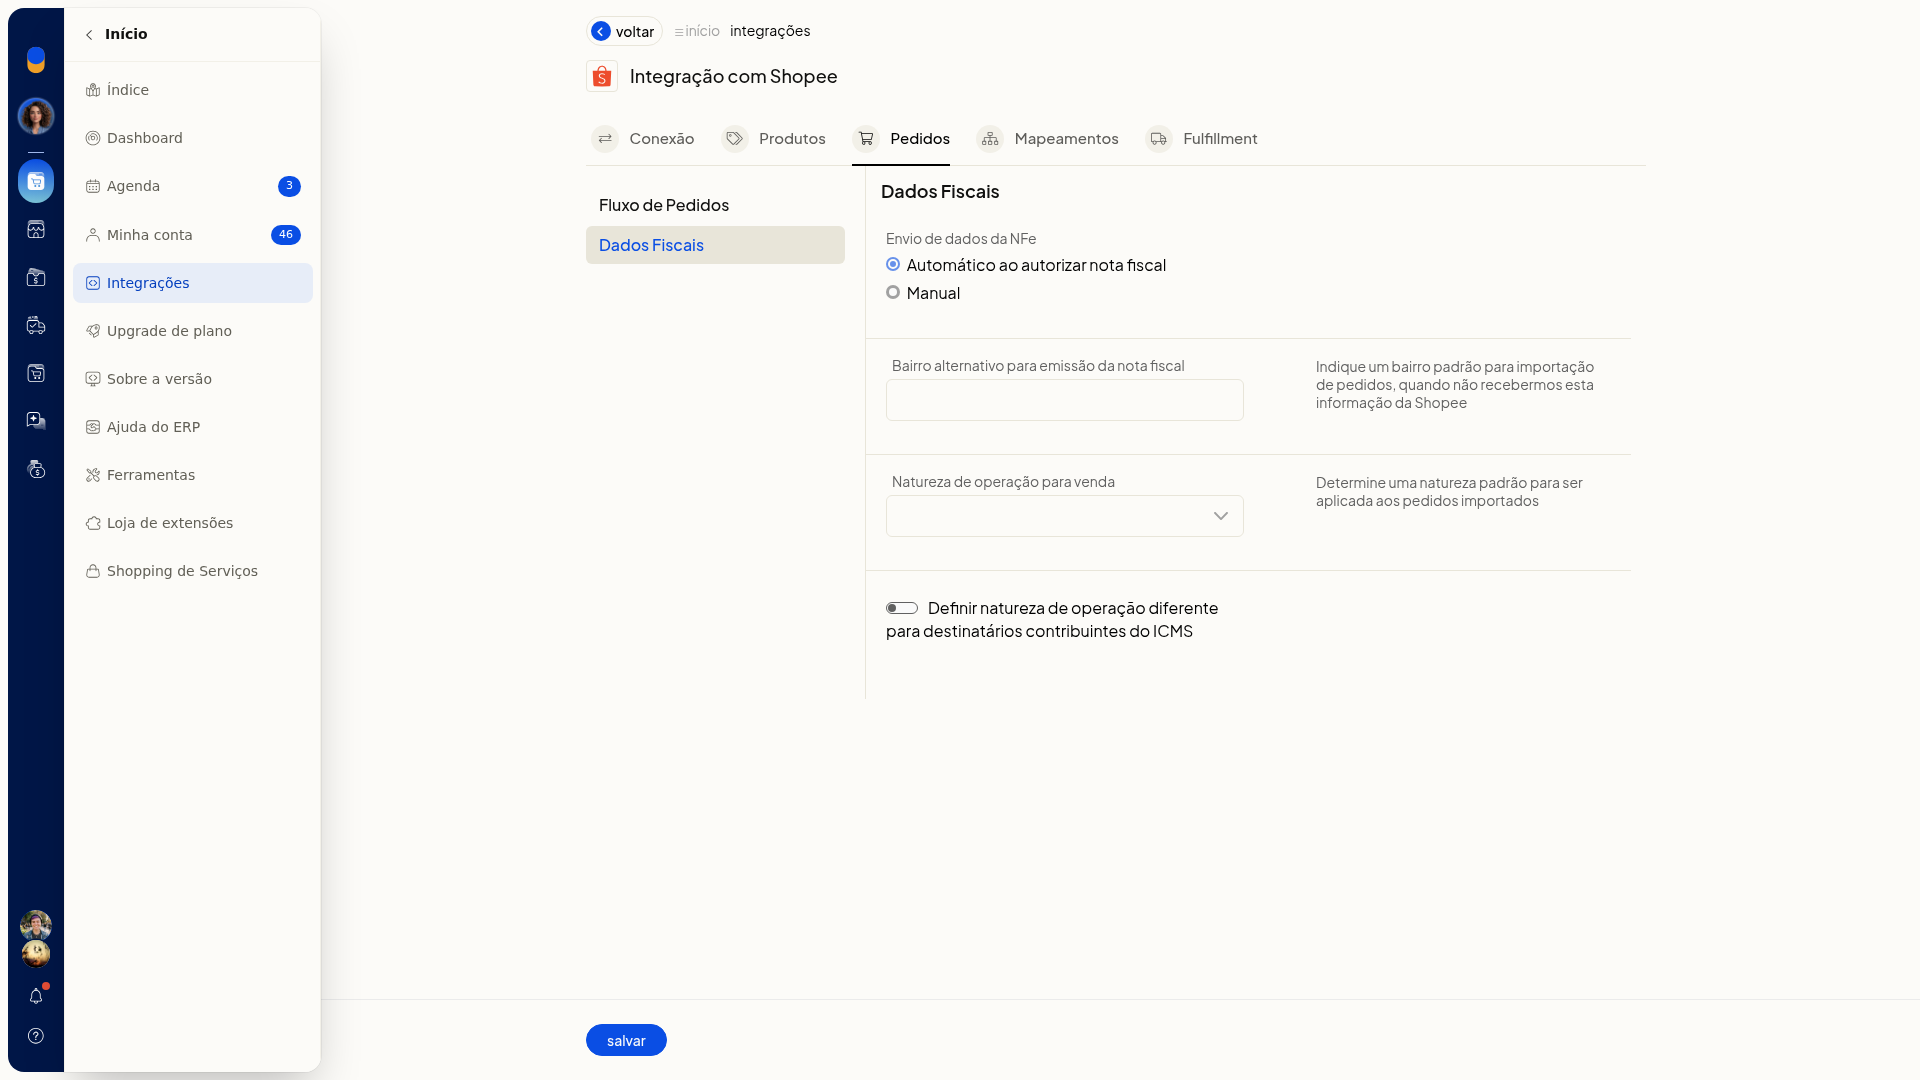 Início
Índice
Dashboard
Agenda
3
Minha conta
46
Integrações
Upgrade de plano
Sobre a versão
Ajuda do ERP
Ferramentas
Loja de extensões
Shopping de Serviços
voltar
início
integrações
Integração com Shopee
Conexão
Produtos
Pedidos
Mapeamentos
Fulfillment
Fluxo de Pedidos
Dados Fiscais
Dados Fiscais
Envio de dados da NFe
Automático ao autorizar nota fiscal
Manual
Bairro alternativo para emissão da nota fiscal
Indique um bairro padrão para importação
de pedidos, quando não recebermos esta
informação da Shopee
Natureza de operação para venda
Determine uma natureza padrão para ser
aplicada aos pedidos importados
Definir natureza de operação diferente
para destinatários contribuintes do ICMS
salvar